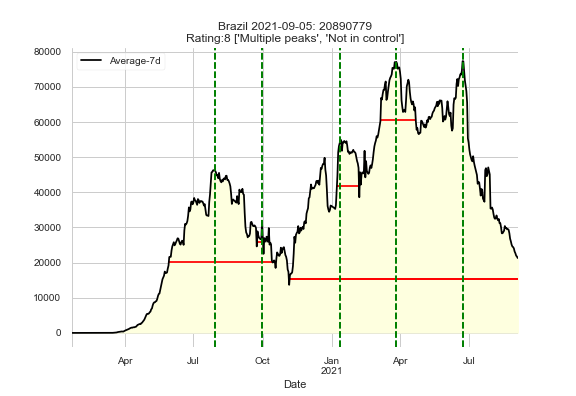 Brazil 2021-09-05: 20890779
Rating:8 ['Multiple peaks', 'Not in control']
80000
70000
60000
50000
40000
30000
20000
10000
0
Average-7d
Apr
Jul
Oct
Jan
2021
Apr
Jul
Date